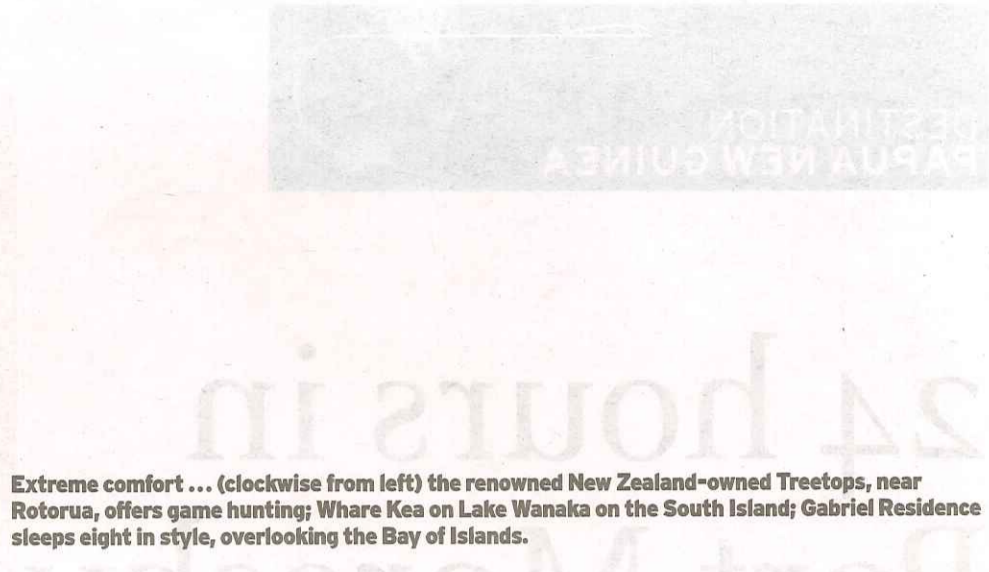 DESTINATION
PAPUA NEW GUINEA
24 hours in
Extreme comfort ... (clockwise from left) the renowned New Zealand-owned Treetops, near
Rotorua, offers game hunting; Whare Kea on Lake Wanaka on the South Island; Gabriel Residence
sleeps eight in style, overlooking the Bay of Islands.